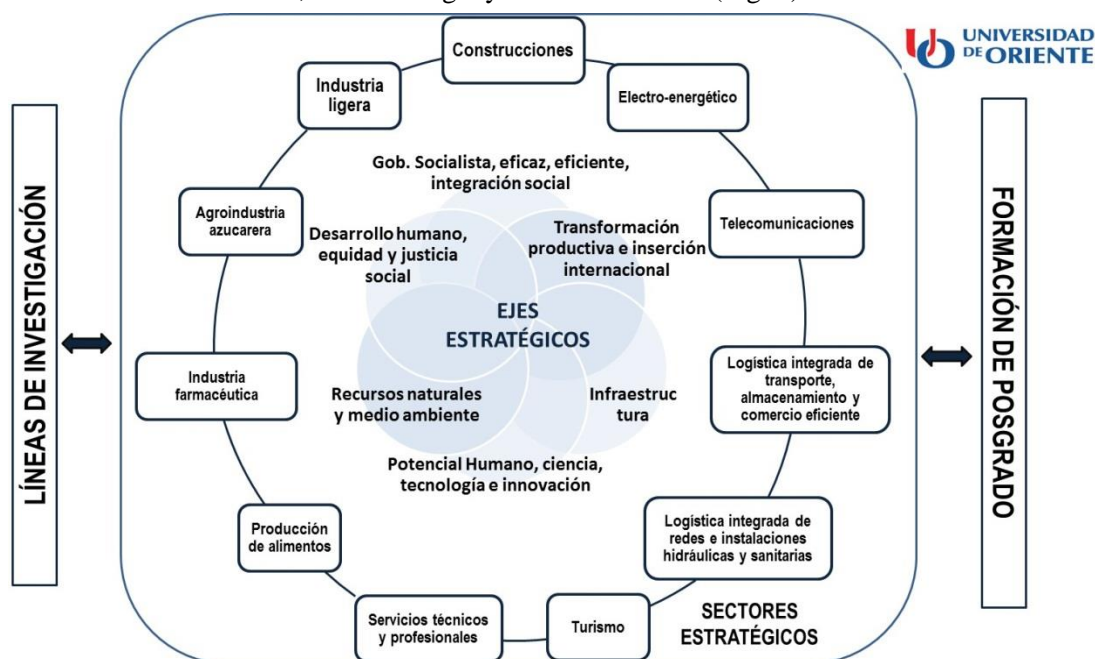 UNIVERSIDAD
DE ORIENTE
Construcciones
Industria
ligera
Electro-energético
Gob. Socialista, eficaz, eficiente,
integración social
Agroindustria
azucarera
Telecomunicaciones
Desarrollo humano,
equidad y justicia
social
Transformación
productiva e inserción
internacional
LÍNEAS DE INVESTIGACIÓN
FORMACIÓN DE POSGRADO
EJES
ESTRATÉGICOS
Industria
farmacéutica
Logística integrada de
transporte,
almacenamiento y
comercio eficiente
Recursos naturales
y medio ambiente
Infraestruc
tura
Potencial Humano, ciencia,
tecnología e innovación
Producción
de alimentos
Logística integrada de
redes e instalaciones
hidráulicas y sanitarias
Servicios técnicos
y profesionales
Turismo
SECTORES
ESTRATÉGICOS